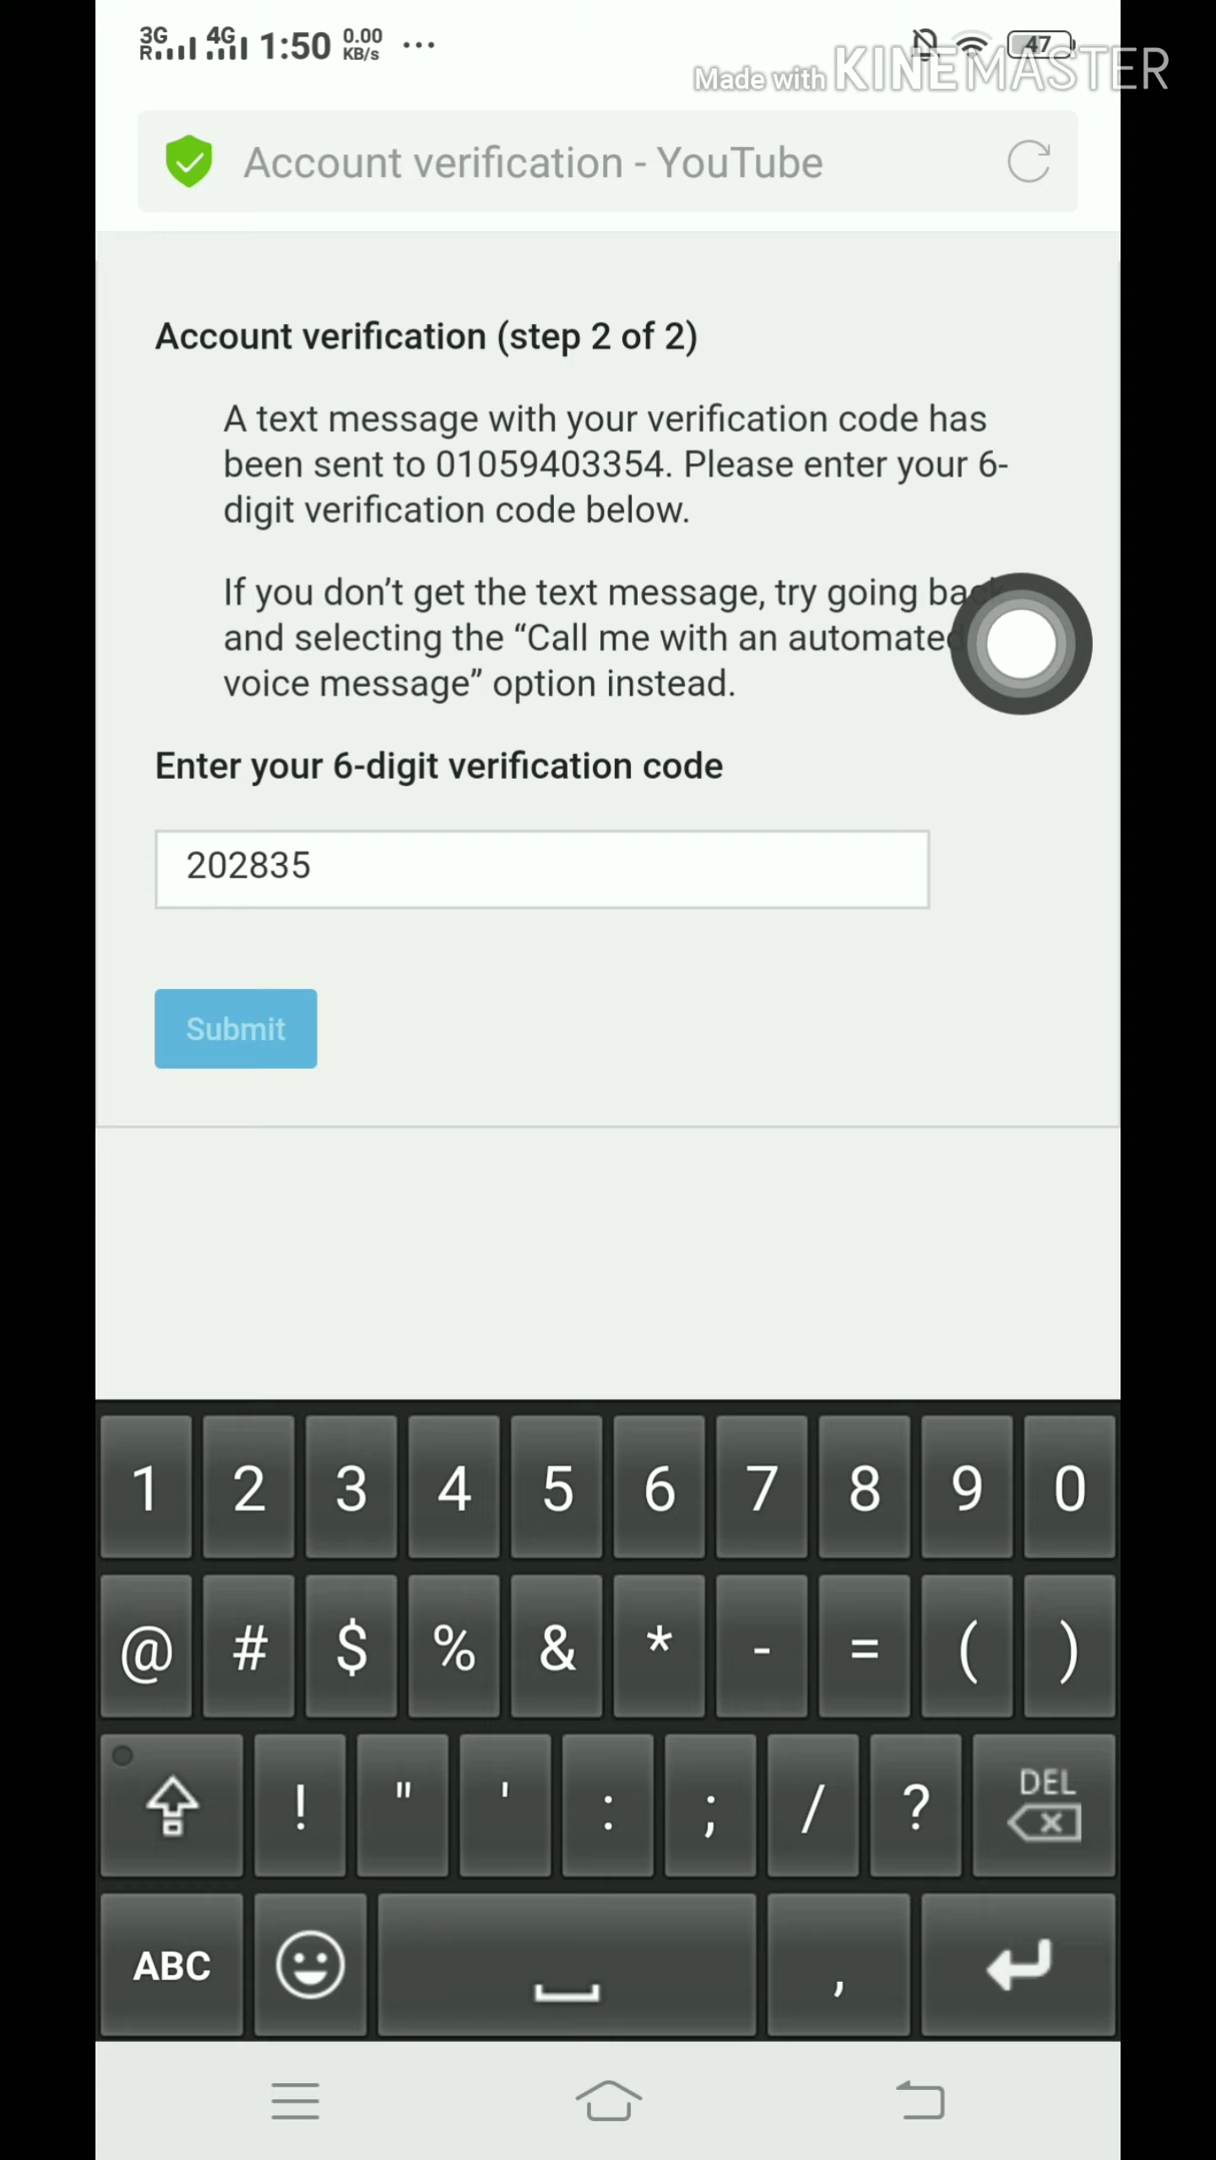 3G R 4G 1:50 0.00 KB/s ... 47
Made with KINEMASTER
Account verification - YouTube
Account verification (step 2 of 2)
A text message with your verification code has
been sent to 01059403354. Please enter your 6-
digit verification code below.
If you don’t get the text message, try going back
and selecting the “Call me with an automated
voice message” option instead.
Enter your 6-digit verification code
202835
Submit
1 2 3 4 5 6 7 8 9 0
@ # $ % & * - = ( )
! " ' : ; / ? DEL
ABC ,